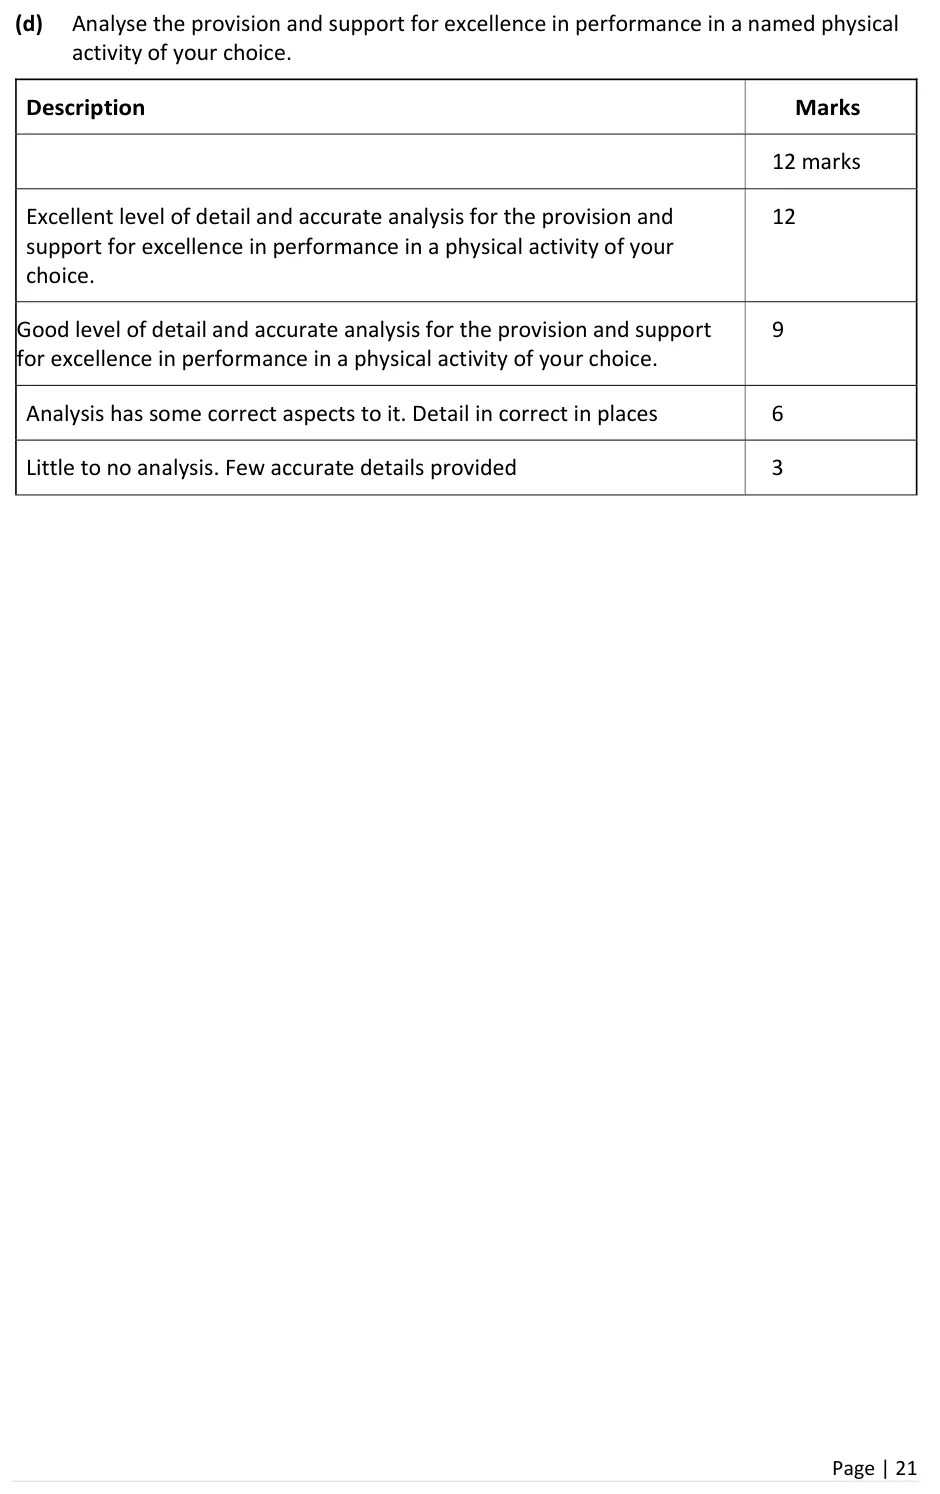 (d) Analyse the provision and support for excellence in performance in a named physical
activity of your choice.
Description Marks
12 marks
Excellent level of detail and accurate analysis for the provision and 12
support for excellence in performance in a physical activity of your
choice.
Good level of detail and accurate analysis for the provision and support 9
for excellence in performance in a physical activity of your choice.
Analysis has some correct aspects to it. Detail in correct in places 6
Little to no analysis. Few accurate details provided 3
Page | 21